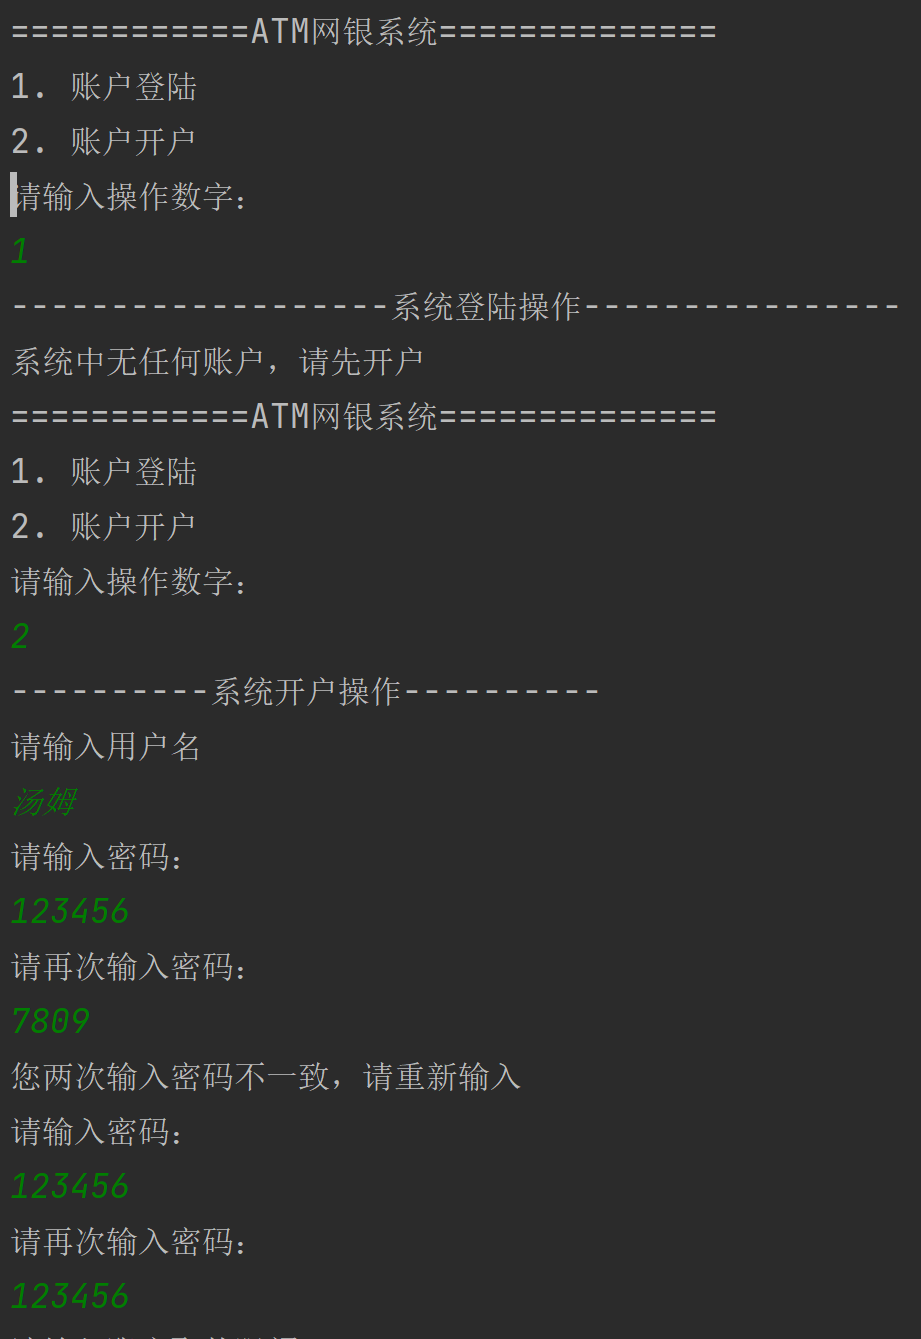 ============ATM网银系统==============
1. 账户登陆
2. 账户开户
请输入操作数字：
1
-------------------系统登陆操作----------------
系统中无任何账户，请先开户
============ATM网银系统==============
1. 账户登陆
2. 账户开户
请输入操作数字：
2
----------系统开户操作----------
请输入用户名
汤姆
请输入密码：
123456
请再次输入密码：
7809
您两次输入密码不一致，请重新输入
请输入密码：
123456
请再次输入密码：
123456